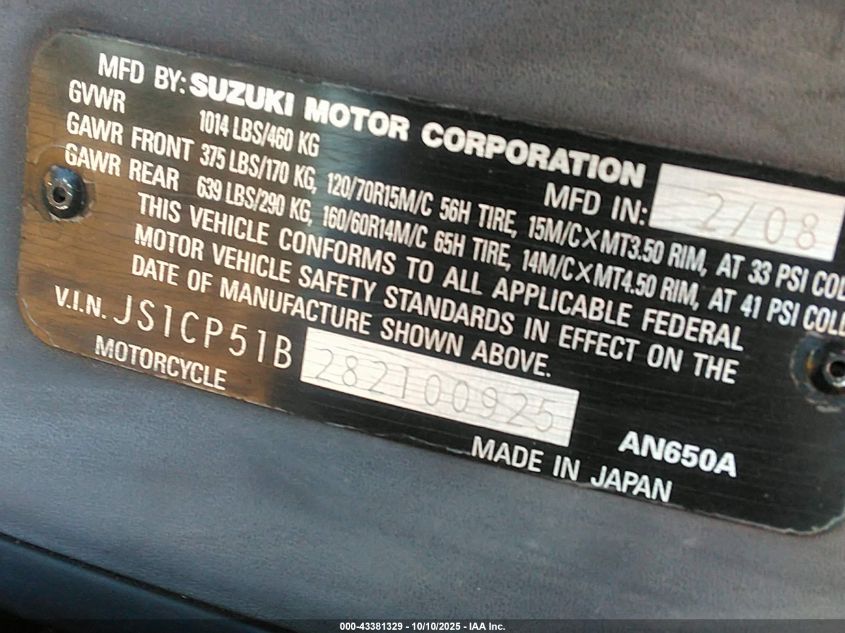 MFD BY: SUZUKI MOTOR CORPORATION
GVWR 1014 LBS/460 KG MFD IN: 2/08
GAWR FRONT 375 LBS/170 KG, 120/70R15M/C 56H TIRE, 15M/C×MT3.50 RIM, AT 33 PSI COL
GAWR REAR 639 LBS/290 KG, 160/60R14M/C 65H TIRE, 14M/C×MT4.50 RIM, AT 41 PSI COLD
THIS VEHICLE CONFORMS TO ALL APPLICABLE FEDERAL
MOTOR VEHICLE SAFETY STANDARDS IN EFFECT ON THE
DATE OF MANUFACTURE SHOWN ABOVE.
V.I.N. JS1CP51B 282100925
MOTORCYCLE
AN650A
MADE IN JAPAN
000-43381329 - 10/10/2025 - IAA Inc.